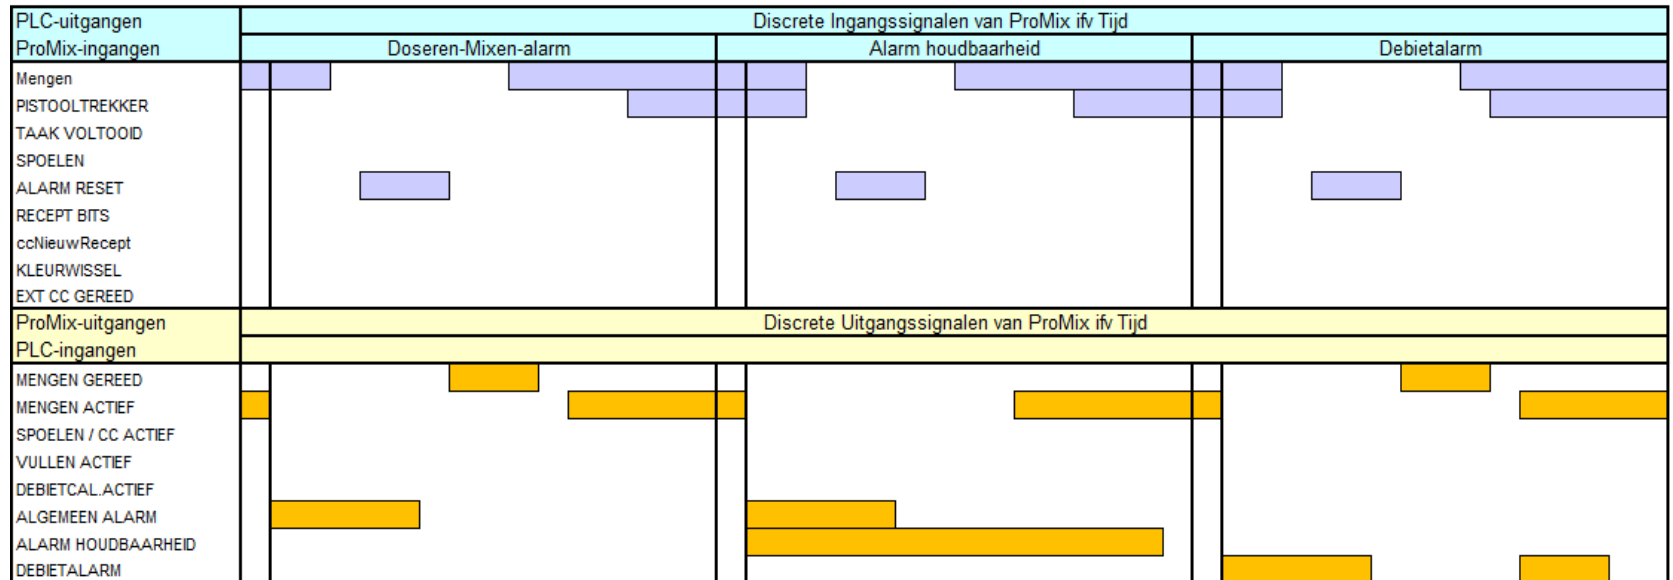 PLC-uitgangen
Discrete Ingangssignalen van ProMix ifv Tijd
ProMix-ingangen
Doseren-Mixen-alarm
Alarm houdbaarheid
Debietalarm
Mengen
PISTOOLTREKKER
TAAK VOLTOOID
SPOELEN
ALARM RESET
RECEPT BITS
ccNieuwRecept
KLEURWISSEL
EXT CC GEREED
ProMix-uitgangen
Discrete Uitgangssignalen van ProMix ifv Tijd
PLC-ingangen
MENGEN GEREED
MENGEN ACTIEF
SPOELEN / CC ACTIEF
VULLEN ACTIEF
DEBIETCAL.ACTIEF
ALGEMEEN ALARM
ALARM HOUDBAARHEID
DEBIETALARM